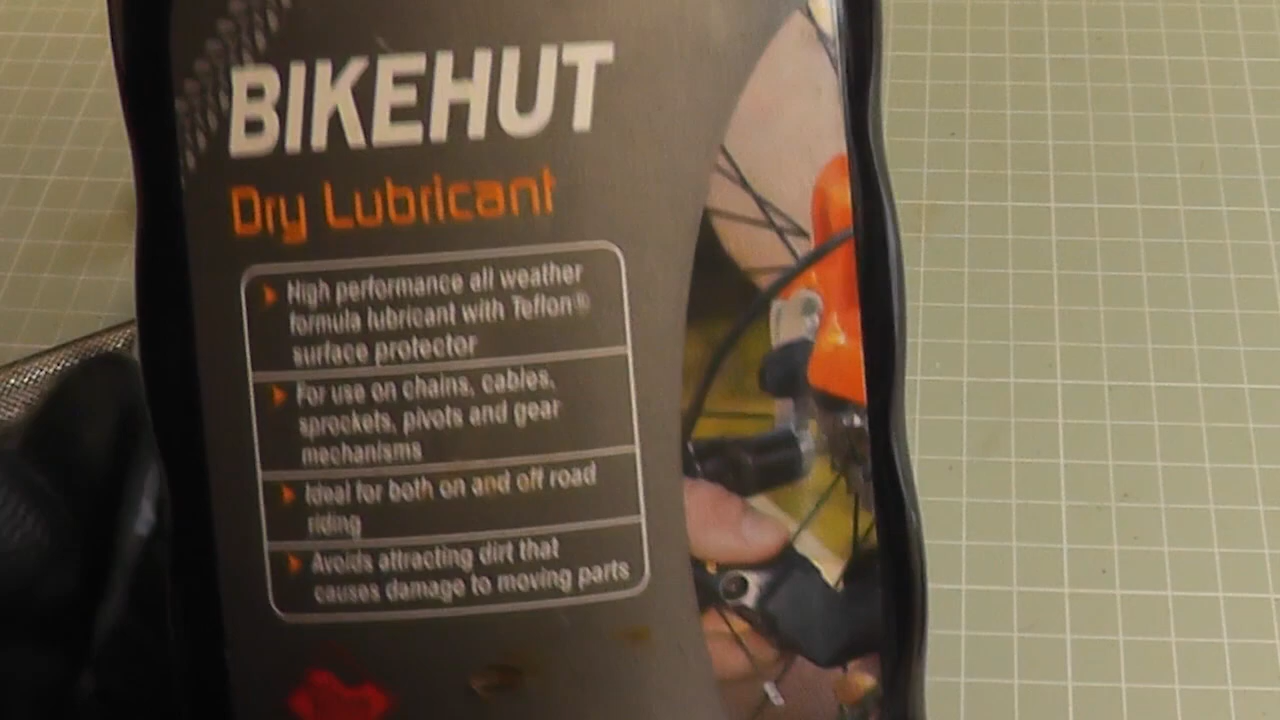 BIKEHUT
Dry Lubricant
High performance all weather
formula lubricant with Teflon®
surface protector
For use on chains, cables,
sprockets, pivots and gear
mechanisms
Ideal for both on and off road
riding
Avoids attracting dirt that
causes damage to moving parts